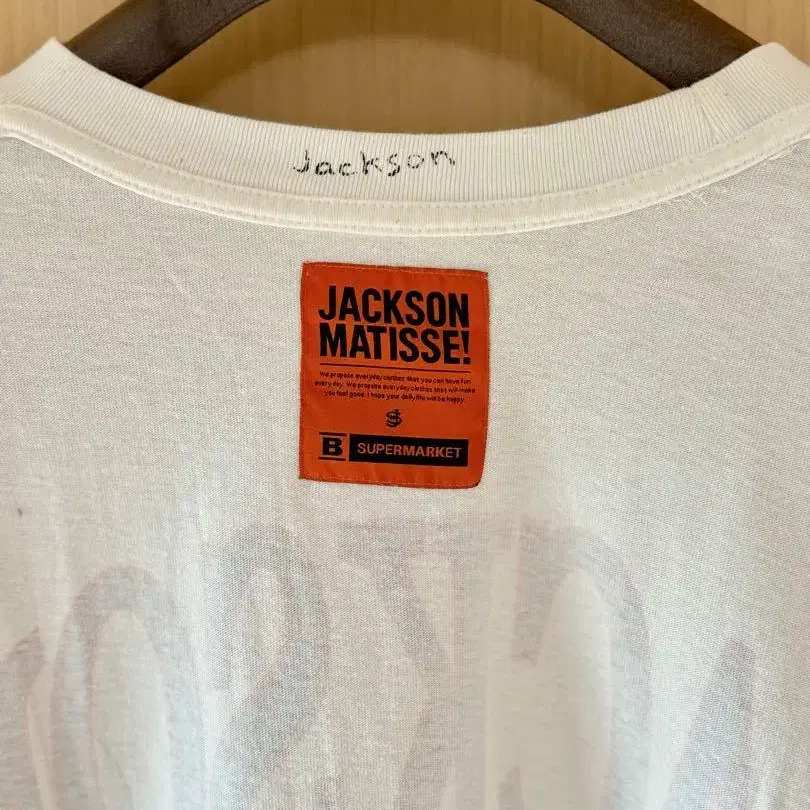 Jackson
JACKSON
MATISSE!
We propose everyday clothes that you can have fun
every day. We propose everyday clothes that will make
you feel good. I hope your daily life will be happy.
B SUPERMARKET